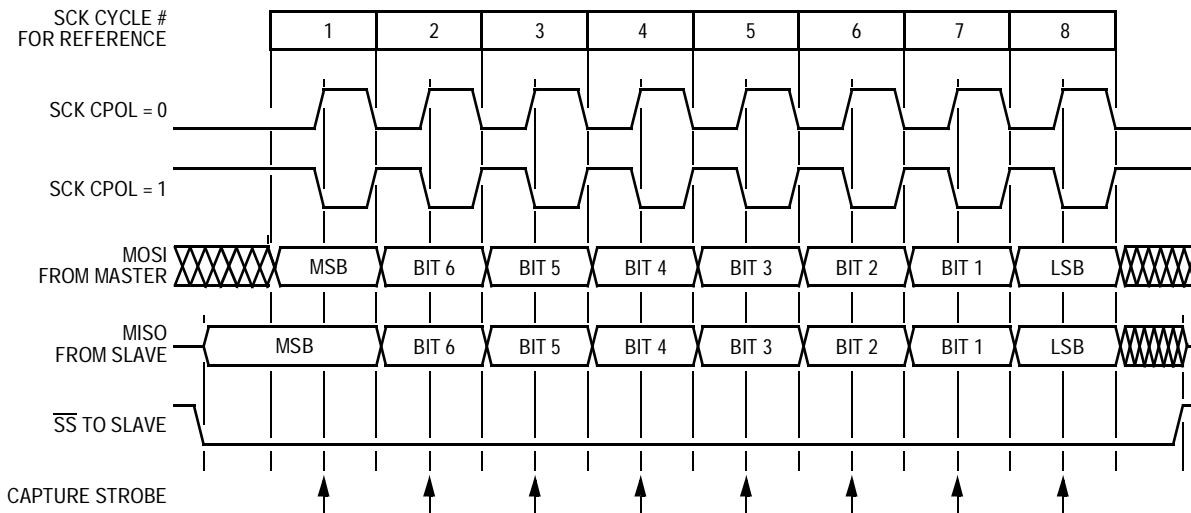 SCK CYCLE #
FOR REFERENCE
1 2 3 4 5 6 7 8
SCK CPOL = 0
SCK CPOL = 1
MOSI
FROM MASTER
MSB BIT 6 BIT 5 BIT 4 BIT 3 BIT 2 BIT 1 LSB
MISO
FROM SLAVE
MSB BIT 6 BIT 5 BIT 4 BIT 3 BIT 2 BIT 1 LSB
S̅S̅ TO SLAVE
CAPTURE STROBE